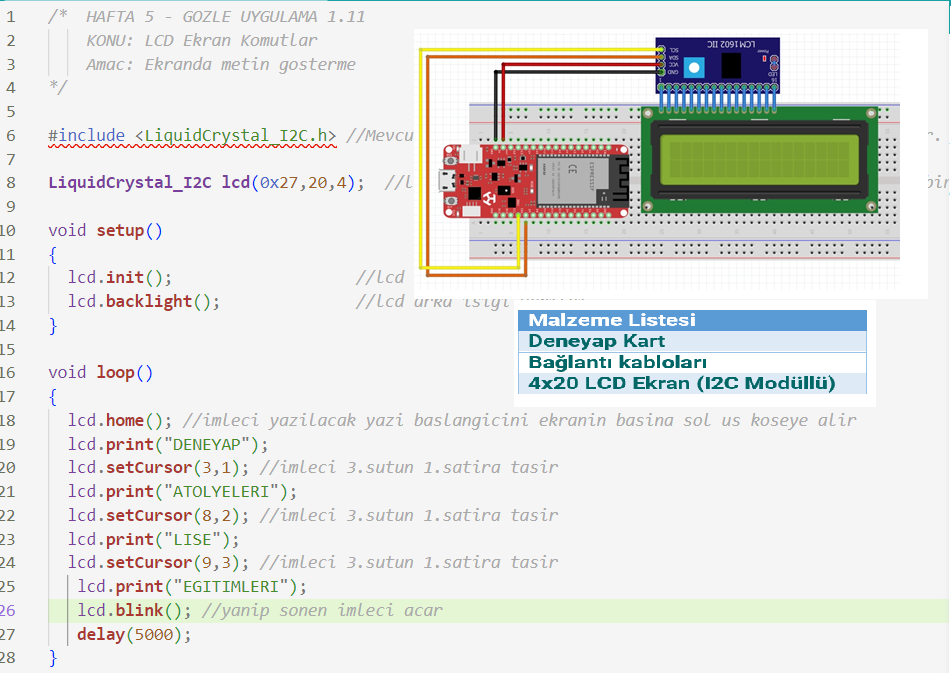 1 /* HAFTA 5 - GOZLE UYGULAMA 1.11
2 KONU: LCD Ekran Komutlar
3 Amac: Ekranda metin gosterme
4 */
5
6 #include <LiquidCrystal_I2C.h> //Mevcu
7
8 LiquidCrystal_I2C lcd(0x27,20,4); //l
9
10 void setup()
11 {
12 lcd.init(); //lcd
13 lcd.backlight(); //lcd arka isigi
14 }
15
16 void loop()
17 {
18 lcd.home(); //imleci yazilacak yazi baslangicini ekranin basina sol us koseye alir
19 lcd.print("DENEYAP");
20 lcd.setCursor(3,1); //imleci 3.sutun 1.satira tasir
21 lcd.print("ATOLYELERI");
22 lcd.setCursor(8,2); //imleci 3.sutun 1.satira tasir
23 lcd.print("LISE");
24 lcd.setCursor(9,3); //imleci 3.sutun 1.satira tasir
25 lcd.print("EGITIMLERI");
26 lcd.blink(); //yanip sonen imleci acar
27 delay(5000);
28 }
LCM1602 IIC
SCL
SDA
VCC
GND
LED
Power
Malzeme Listesi
Deneyap Kart
Bağlantı kabloları
4x20 LCD Ekran (I2C Modüllü)